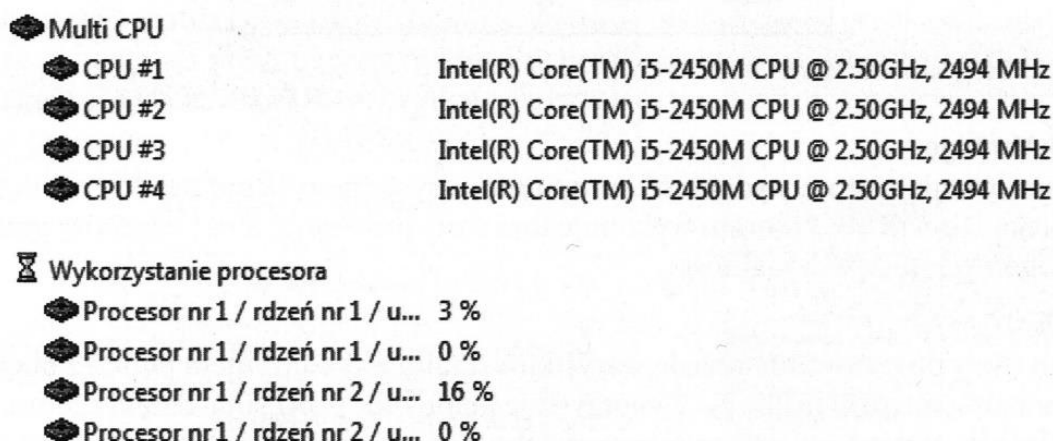 Multi CPU
CPU #1 Intel(R) Core(TM) i5-2450M CPU @ 2.50GHz, 2494 MHz
CPU #2 Intel(R) Core(TM) i5-2450M CPU @ 2.50GHz, 2494 MHz
CPU #3 Intel(R) Core(TM) i5-2450M CPU @ 2.50GHz, 2494 MHz
CPU #4 Intel(R) Core(TM) i5-2450M CPU @ 2.50GHz, 2494 MHz
Wykorzystanie procesora
Procesor nr 1 / rdzeń nr 1 / u... 3 %
Procesor nr 1 / rdzeń nr 1 / u... 0 %
Procesor nr 1 / rdzeń nr 2 / u... 16 %
Procesor nr 1 / rdzeń nr 2 / u... 0 %